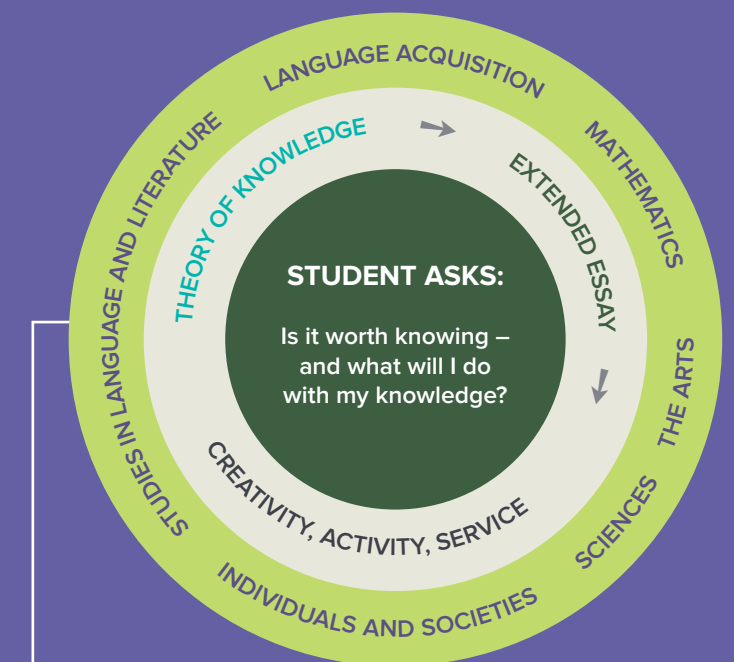 LANGUAGE ACQUISITION
MATHEMATICS
THE ARTS
SCIENCES
INDIVIDUALS AND SOCIETIES
STUDIES IN LANGUAGE AND LITERATURE
THEORY OF KNOWLEDGE
EXTENDED ESSAY
CREATIVITY, ACTIVITY, SERVICE
STUDENT ASKS:
Is it worth knowing –
and what will I do
with my knowledge?